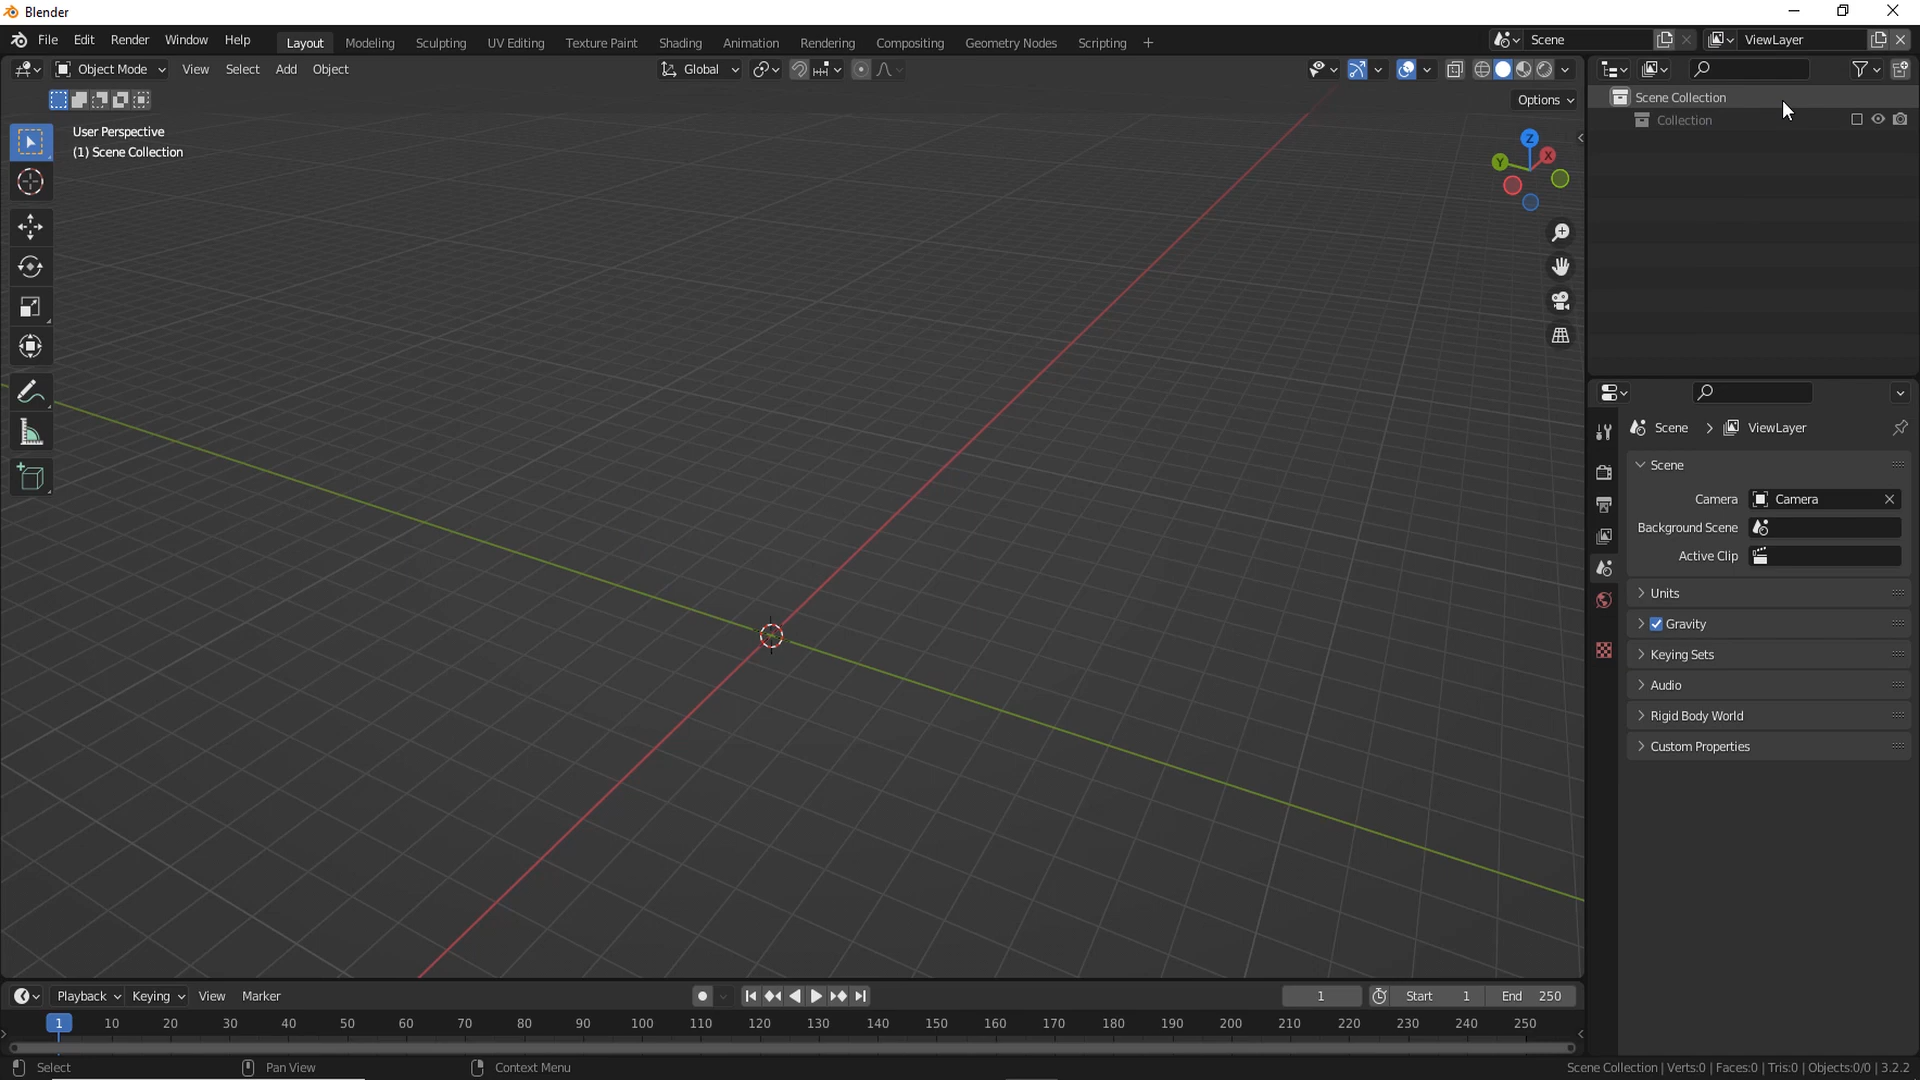 Blender
File Edit Render Window Help Layout Modeling Sculpting UV Editing Texture Paint Shading Animation Rendering Compositing Geometry Nodes Scripting + Scene ViewLayer
Object Mode View Select Add Object Global
Options
User Perspective
(1) Scene Collection
Z
X
Y
Scene Collection
Collection
Scene > ViewLayer
Scene
Camera Camera
Background Scene
Active Clip
Units
Gravity
Keying Sets
Audio
Rigid Body World
Custom Properties
Playback Keying View Marker 1 Start 1 End 250
1 10 20 30 40 50 60 70 80 90 100 110 120 130 140 150 160 170 180 190 200 210 220 230 240 250
Select Pan View Context Menu Scene Collection | Verts:0 | Faces:0 | Tris:0 | Objects:0/0 | 3.2.2